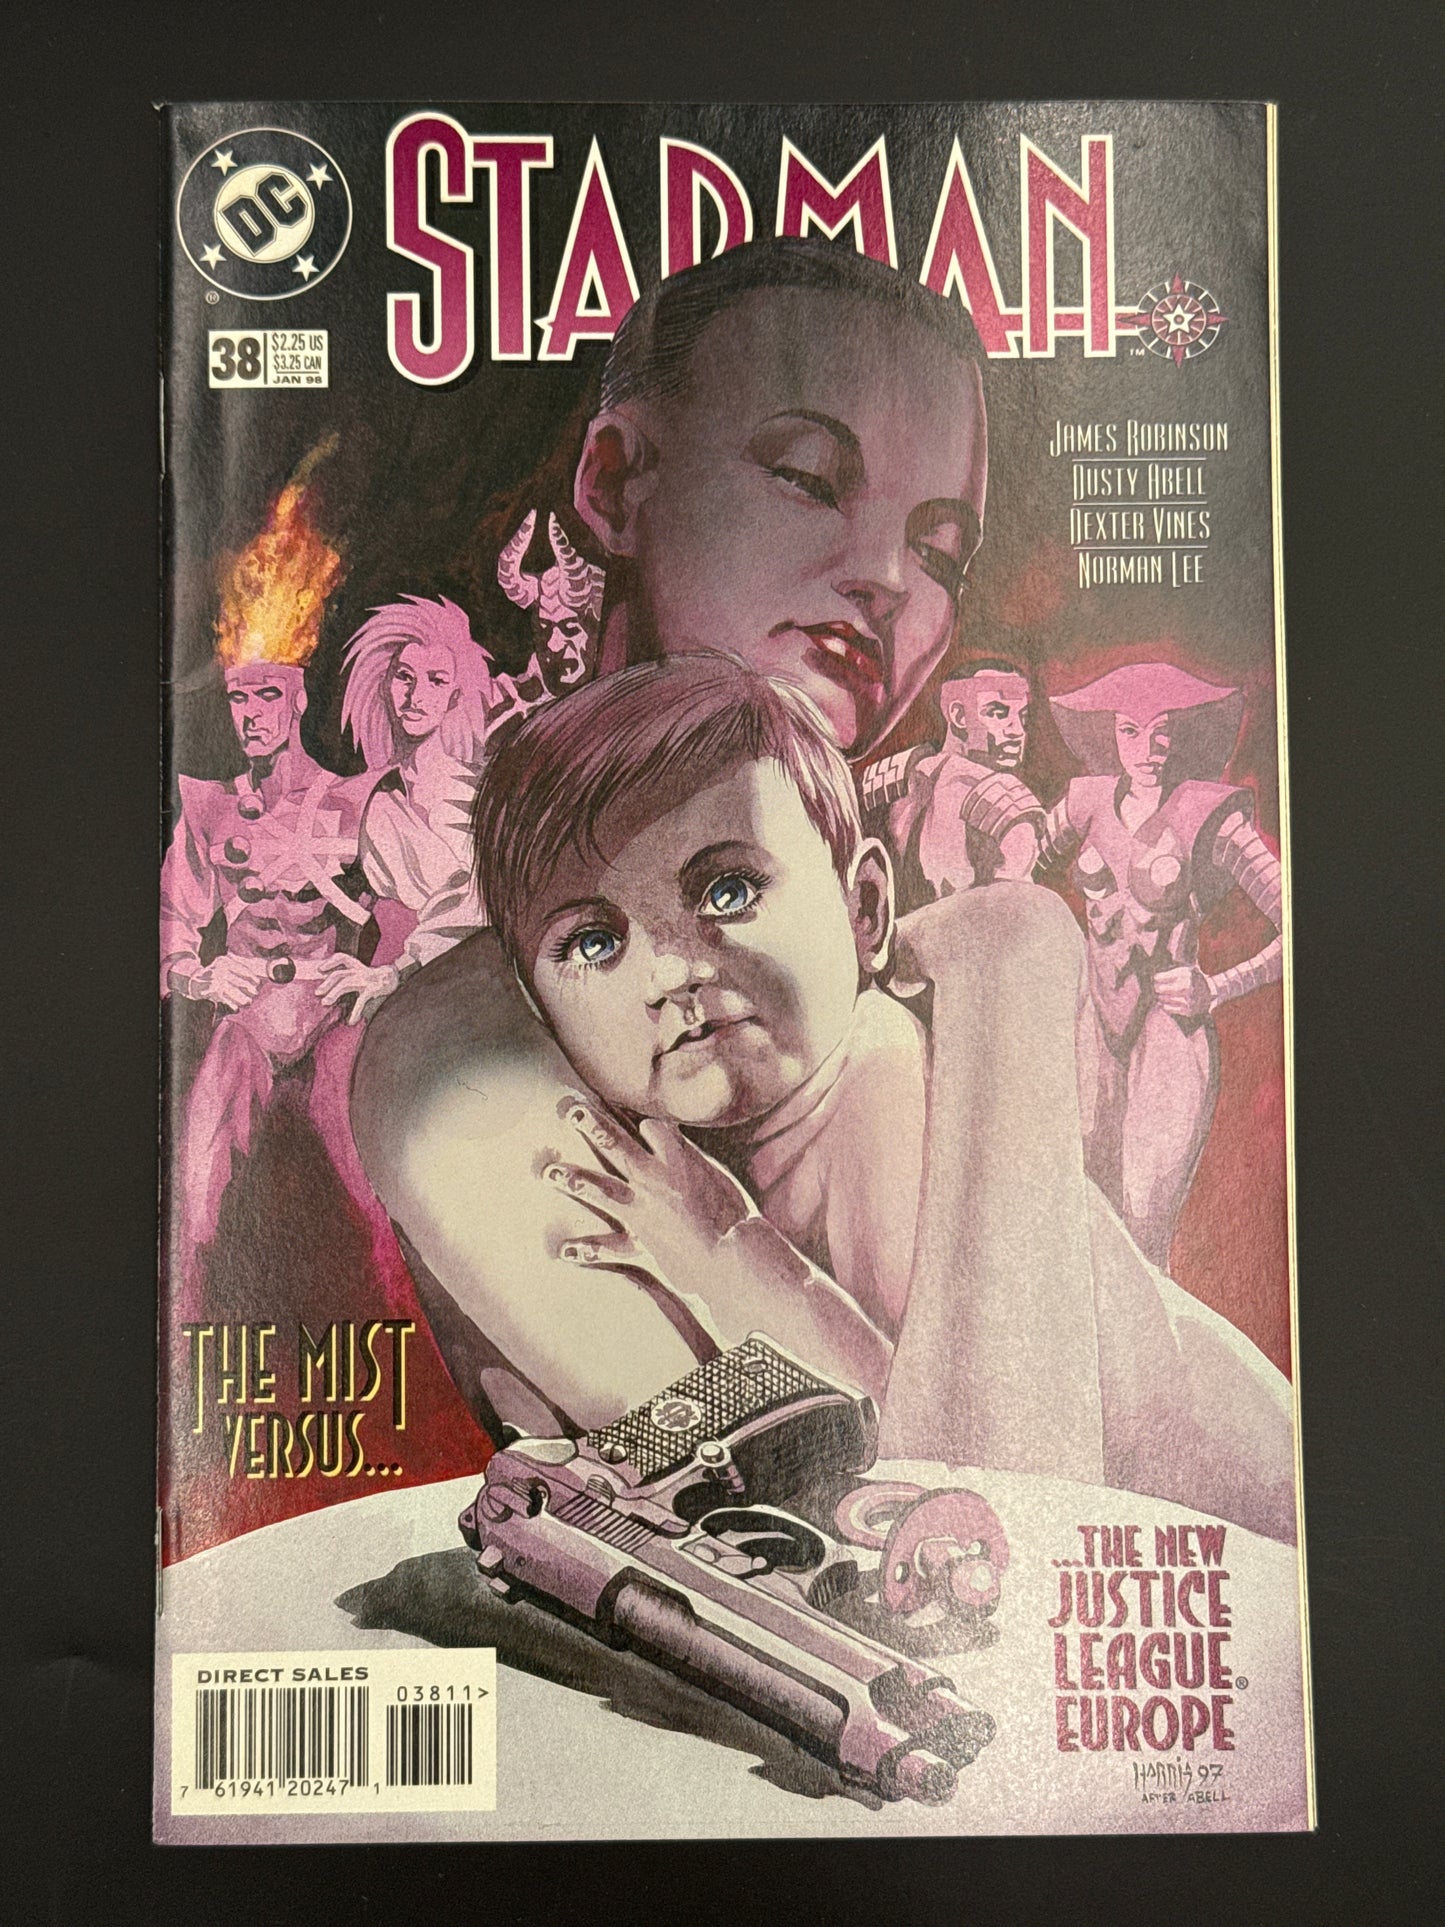 DC
®
STARMAN
TM
38
$2.25 US
$3.25 CAN
JAN 98
JAMES ROBINSON
DUSTY ABELL
DEXTER VINES
NORMAN LEE
THE MIST
VERSUS...
...THE NEW
JUSTICE
LEAGUE®
EUROPE
HARRIS 97
AFTER ABELL
DIRECT SALES
03811>
7 61941 20247 1